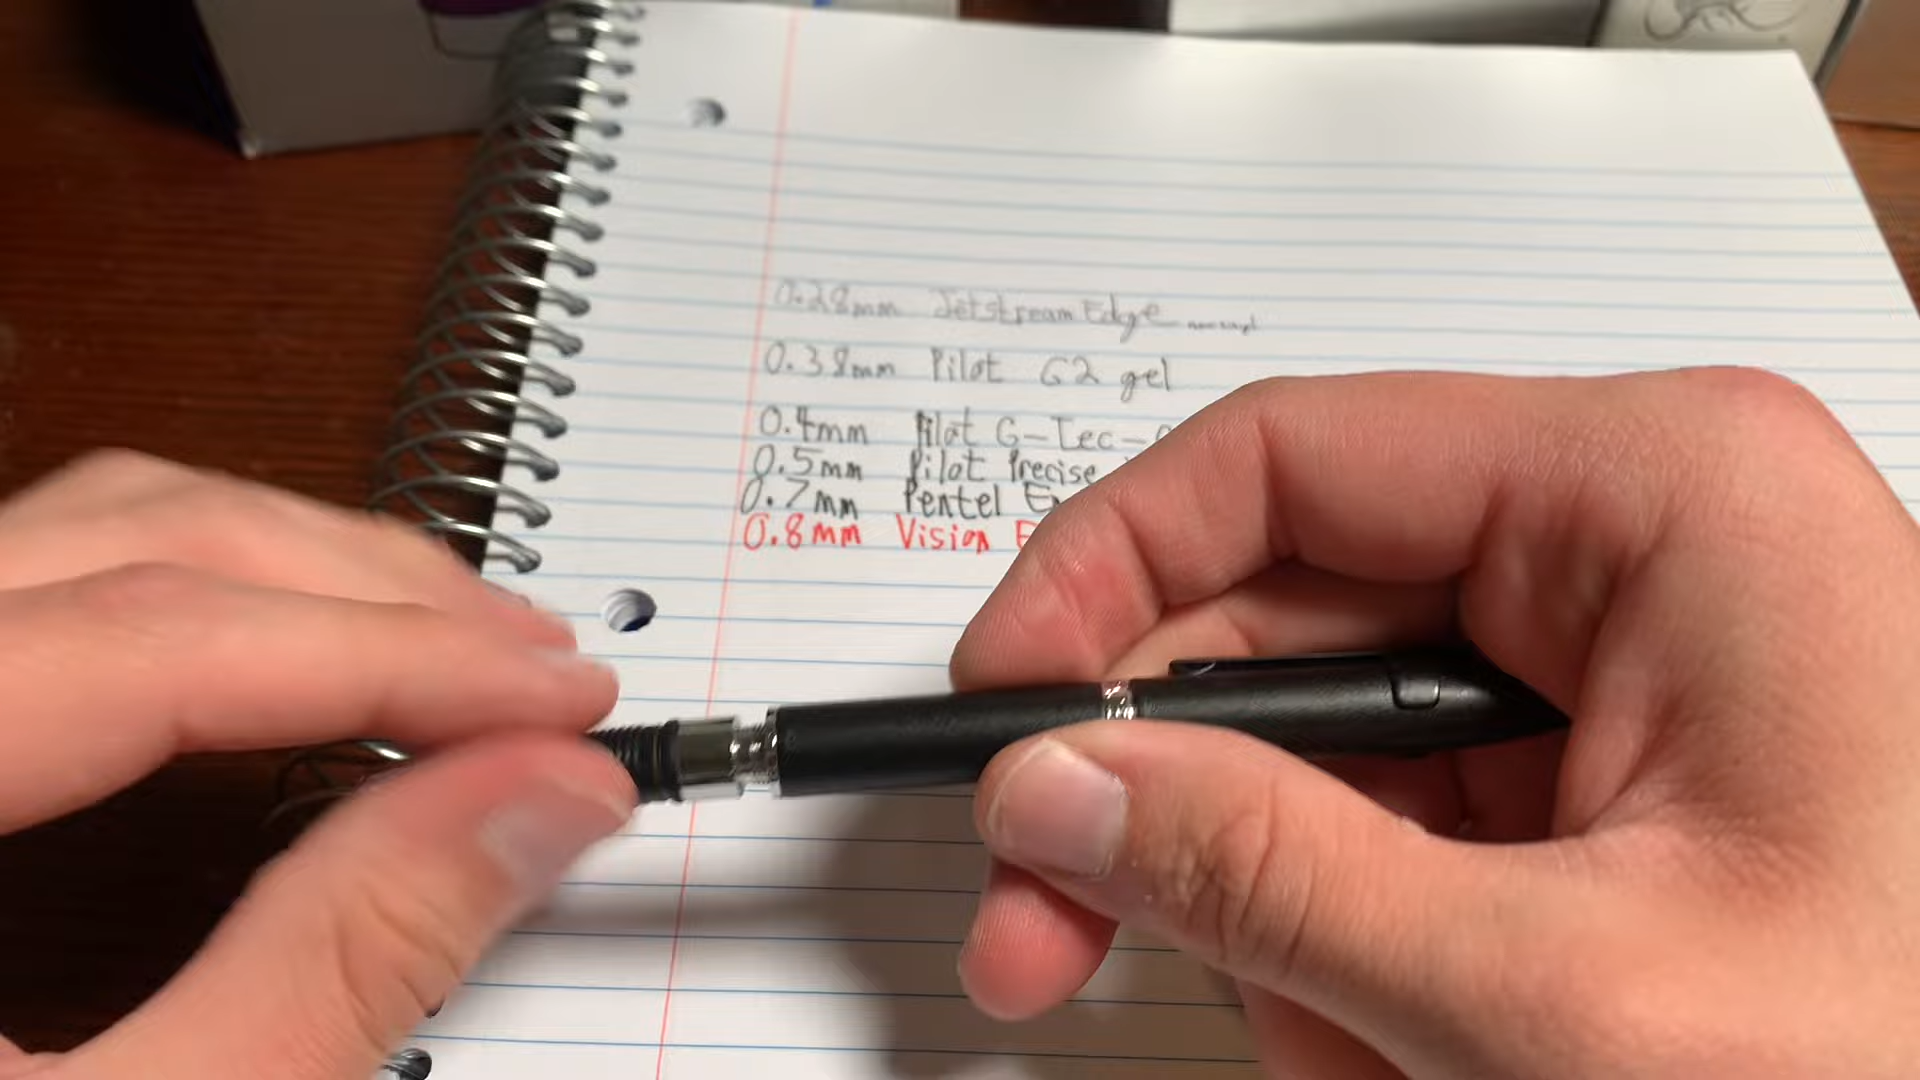 0.28mm Jetstream Edge
0.38mm Pilot G2 gel
0.4mm Pilot G-Tec-
0.5mm Pilot Precise
0.7mm Pentel
0.8mm Vision